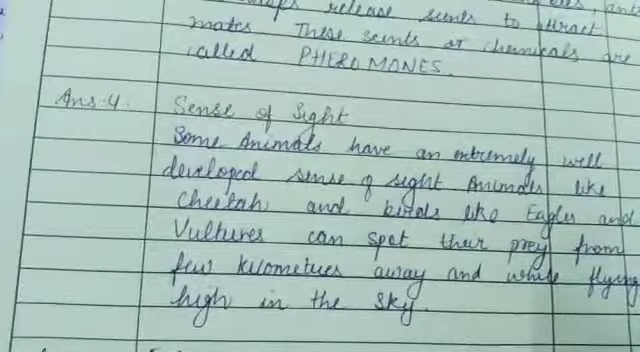 release scents to attract
mates These scents or chemicals are
called PHEROMONES.
Ans-4. Sense of Sight
Some Animals have an extremely well
developed sense of sight Animals like
Cheetah and birds like Eagles and
Vultures can spot their prey from
few kilometues away and while flying
high in the sky.